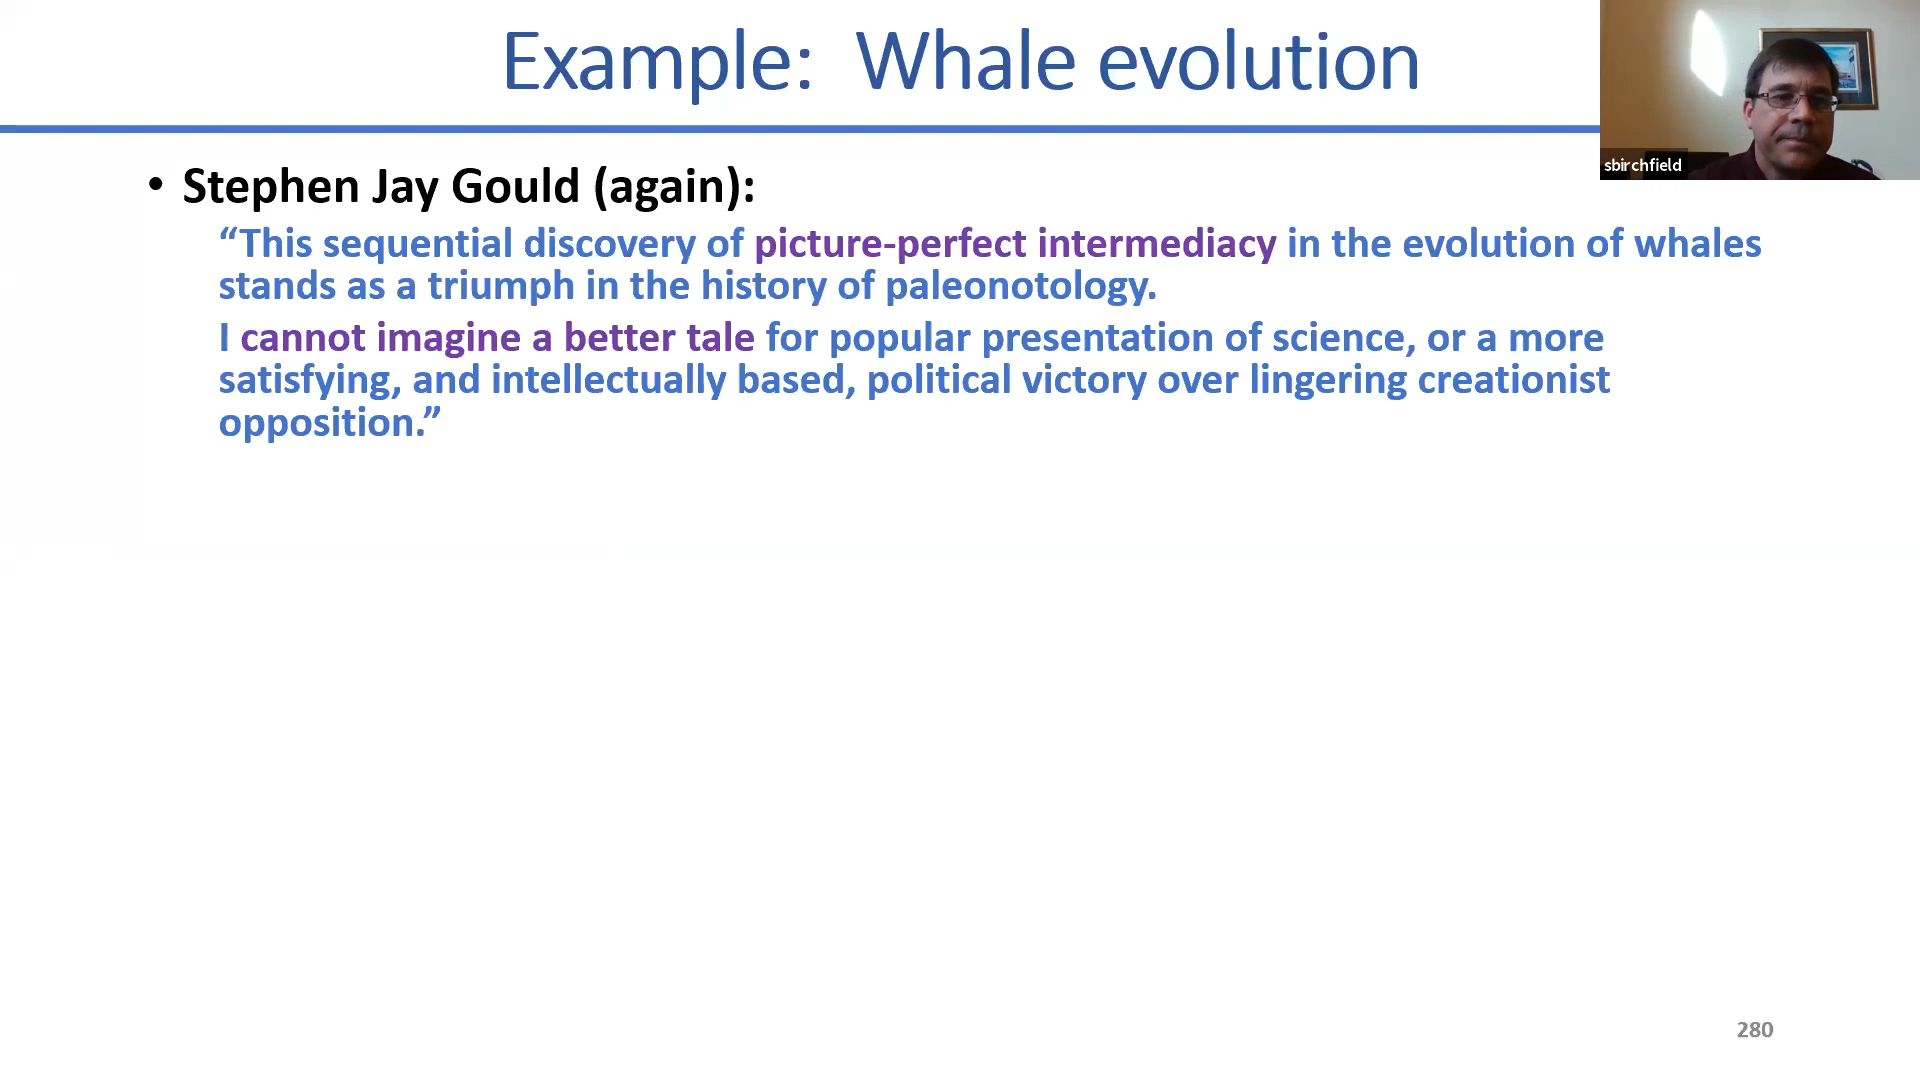 Example:  Whale evolution
sbirchfield
• Stephen Jay Gould (again):
“This sequential discovery of picture-perfect intermediacy in the evolution of whales
stands as a triumph in the history of paleonotology.
I cannot imagine a better tale for popular presentation of science, or a more
satisfying, and intellectually based, political victory over lingering creationist
opposition.”
280